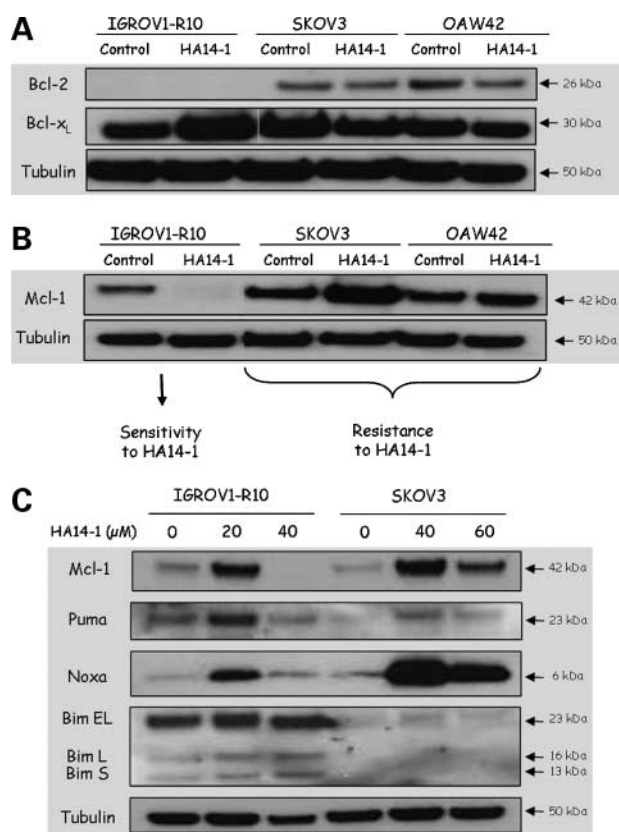 A
IGROV1-R10 SKOV3 OAW42
Control HA14-1 Control HA14-1 Control HA14-1
Bcl-2 26 kDa
Bcl-xL 30 kDa
Tubulin 50 kDa
B
IGROV1-R10 SKOV3 OAW42
Control HA14-1 Control HA14-1 Control HA14-1
Mcl-1 42 kDa
Tubulin 50 kDa
Sensitivity Resistance
to HA14-1 to HA14-1
C
IGROV1-R10 SKOV3
HA14-1 (µM) 0 20 40 0 40 60
Mcl-1 42 kDa
Puma 23 kDa
Noxa 6 kDa
Bim EL 23 kDa
Bim L 16 kDa
Bim S 13 kDa
Tubulin 50 kDa